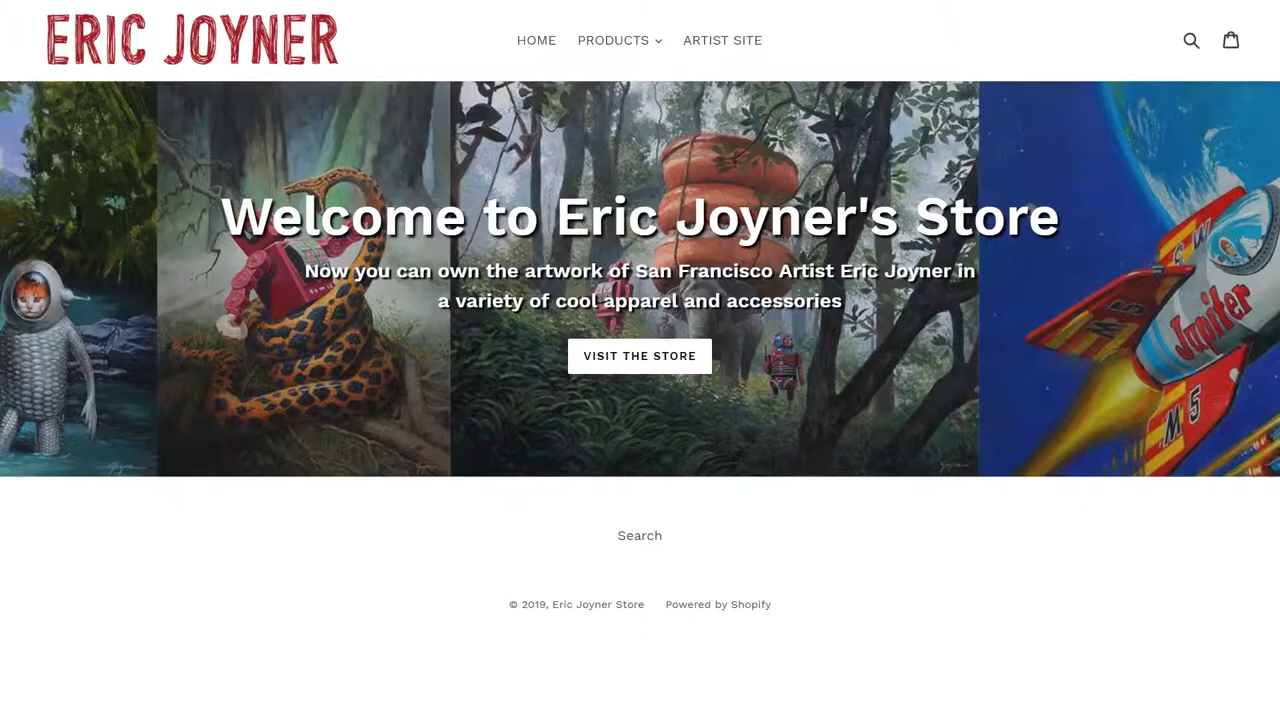 ERIC JOYNER
HOME PRODUCTS ARTIST SITE
Welcome to Eric Joyner's Store
Now you can own the artwork of San Francisco Artist Eric Joyner in
a variety of cool apparel and accessories
VISIT THE STORE
Jupiter
M 5
Search
© 2019, Eric Joyner Store Powered by Shopify